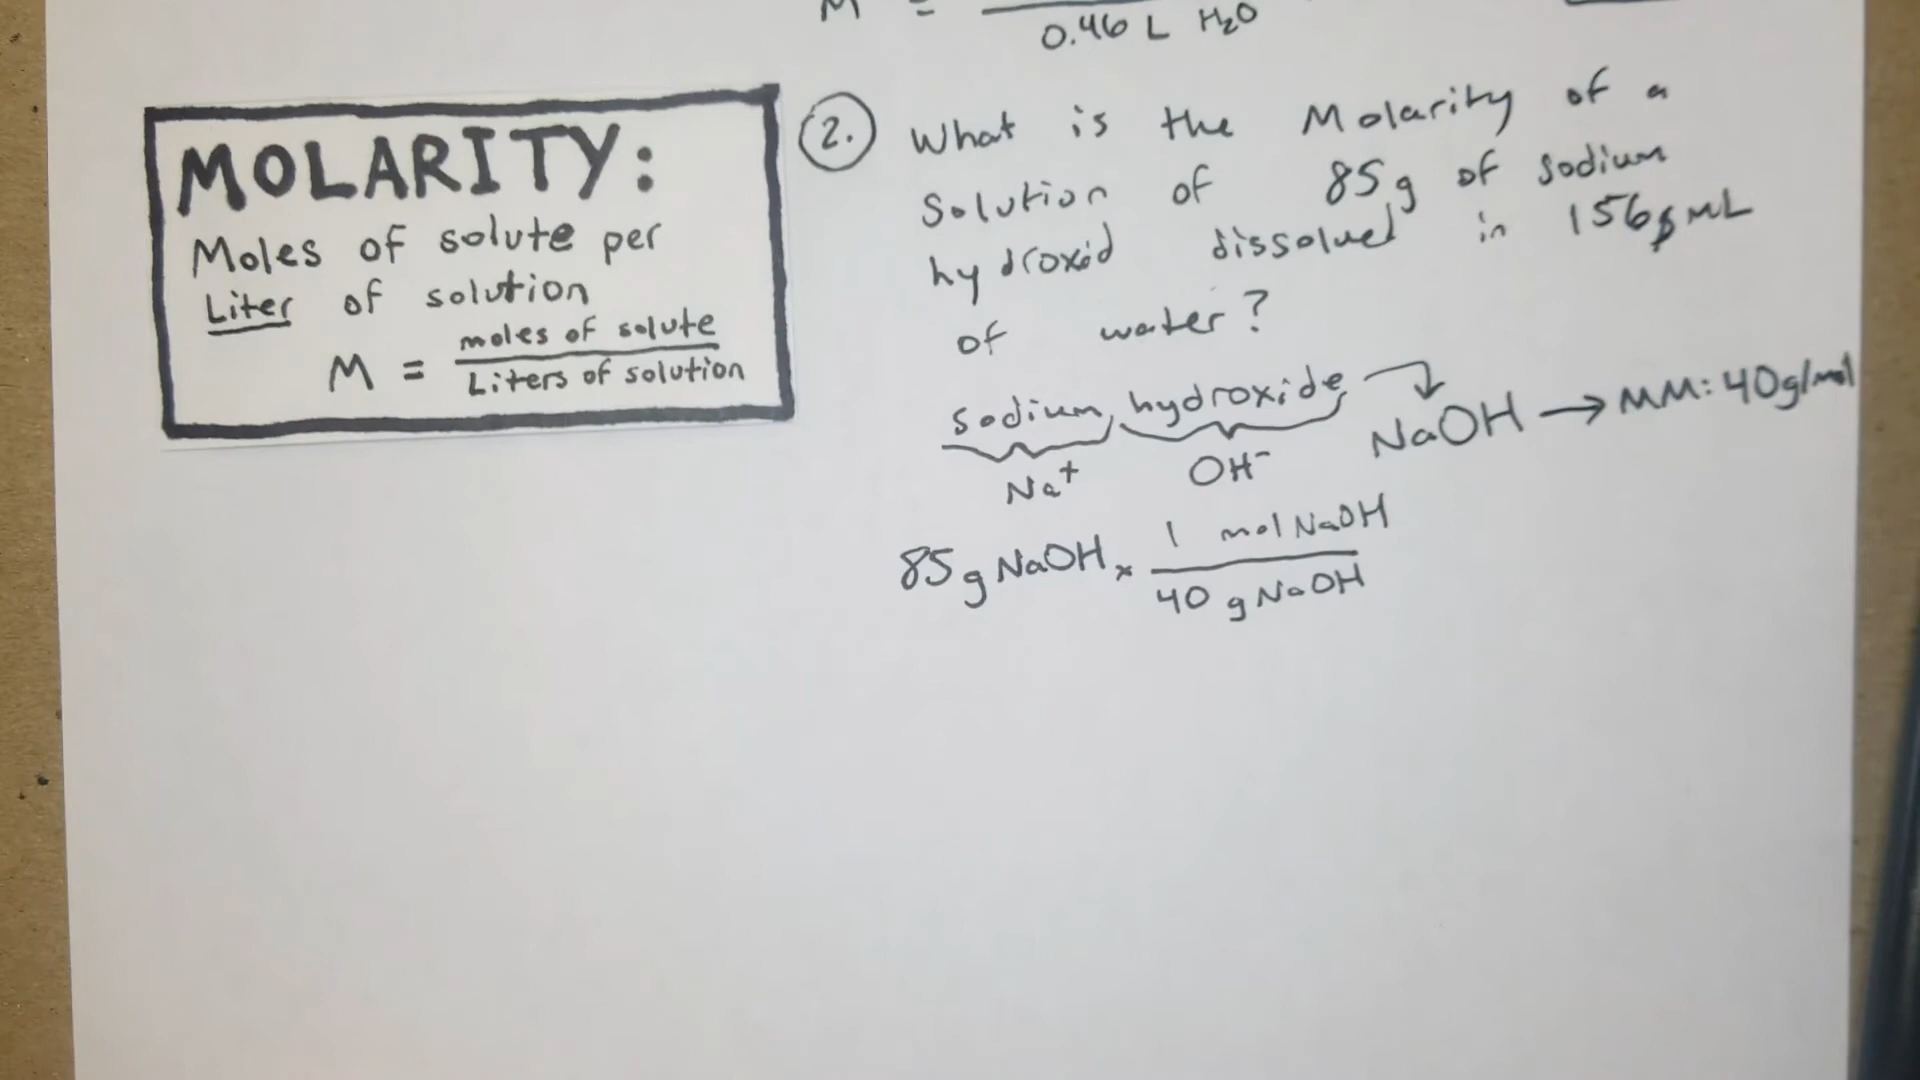 M =
0.46 L H₂O
MOLARITY:
Moles of solute per
Liter of solution
M = moles of solute
Liters of solution
2. What is the Molarity of a
Solution of 85g of sodium
hydroxid dissolved in 156 mL
of water?
sodium hydroxide
NaOH → MM: 40g/mol
Na⁺ OH⁻
85g NaOH × 1 mol NaOH
40 g NaOH